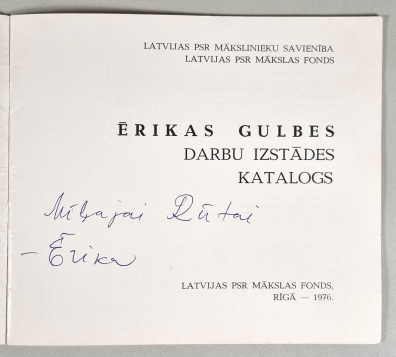 LATVIJAS PSR MĀKSLINIEKU SAVIENĪBA
LATVIJAS PSR MĀKSLAS FONDS
ĒRIKAS GULBES
DARBU IZSTĀDES
KATALOGS
Mīļajai Rūtai
– Ērika
LATVIJAS PSR MĀKSLAS FONDS,
RĪGĀ — 1976.